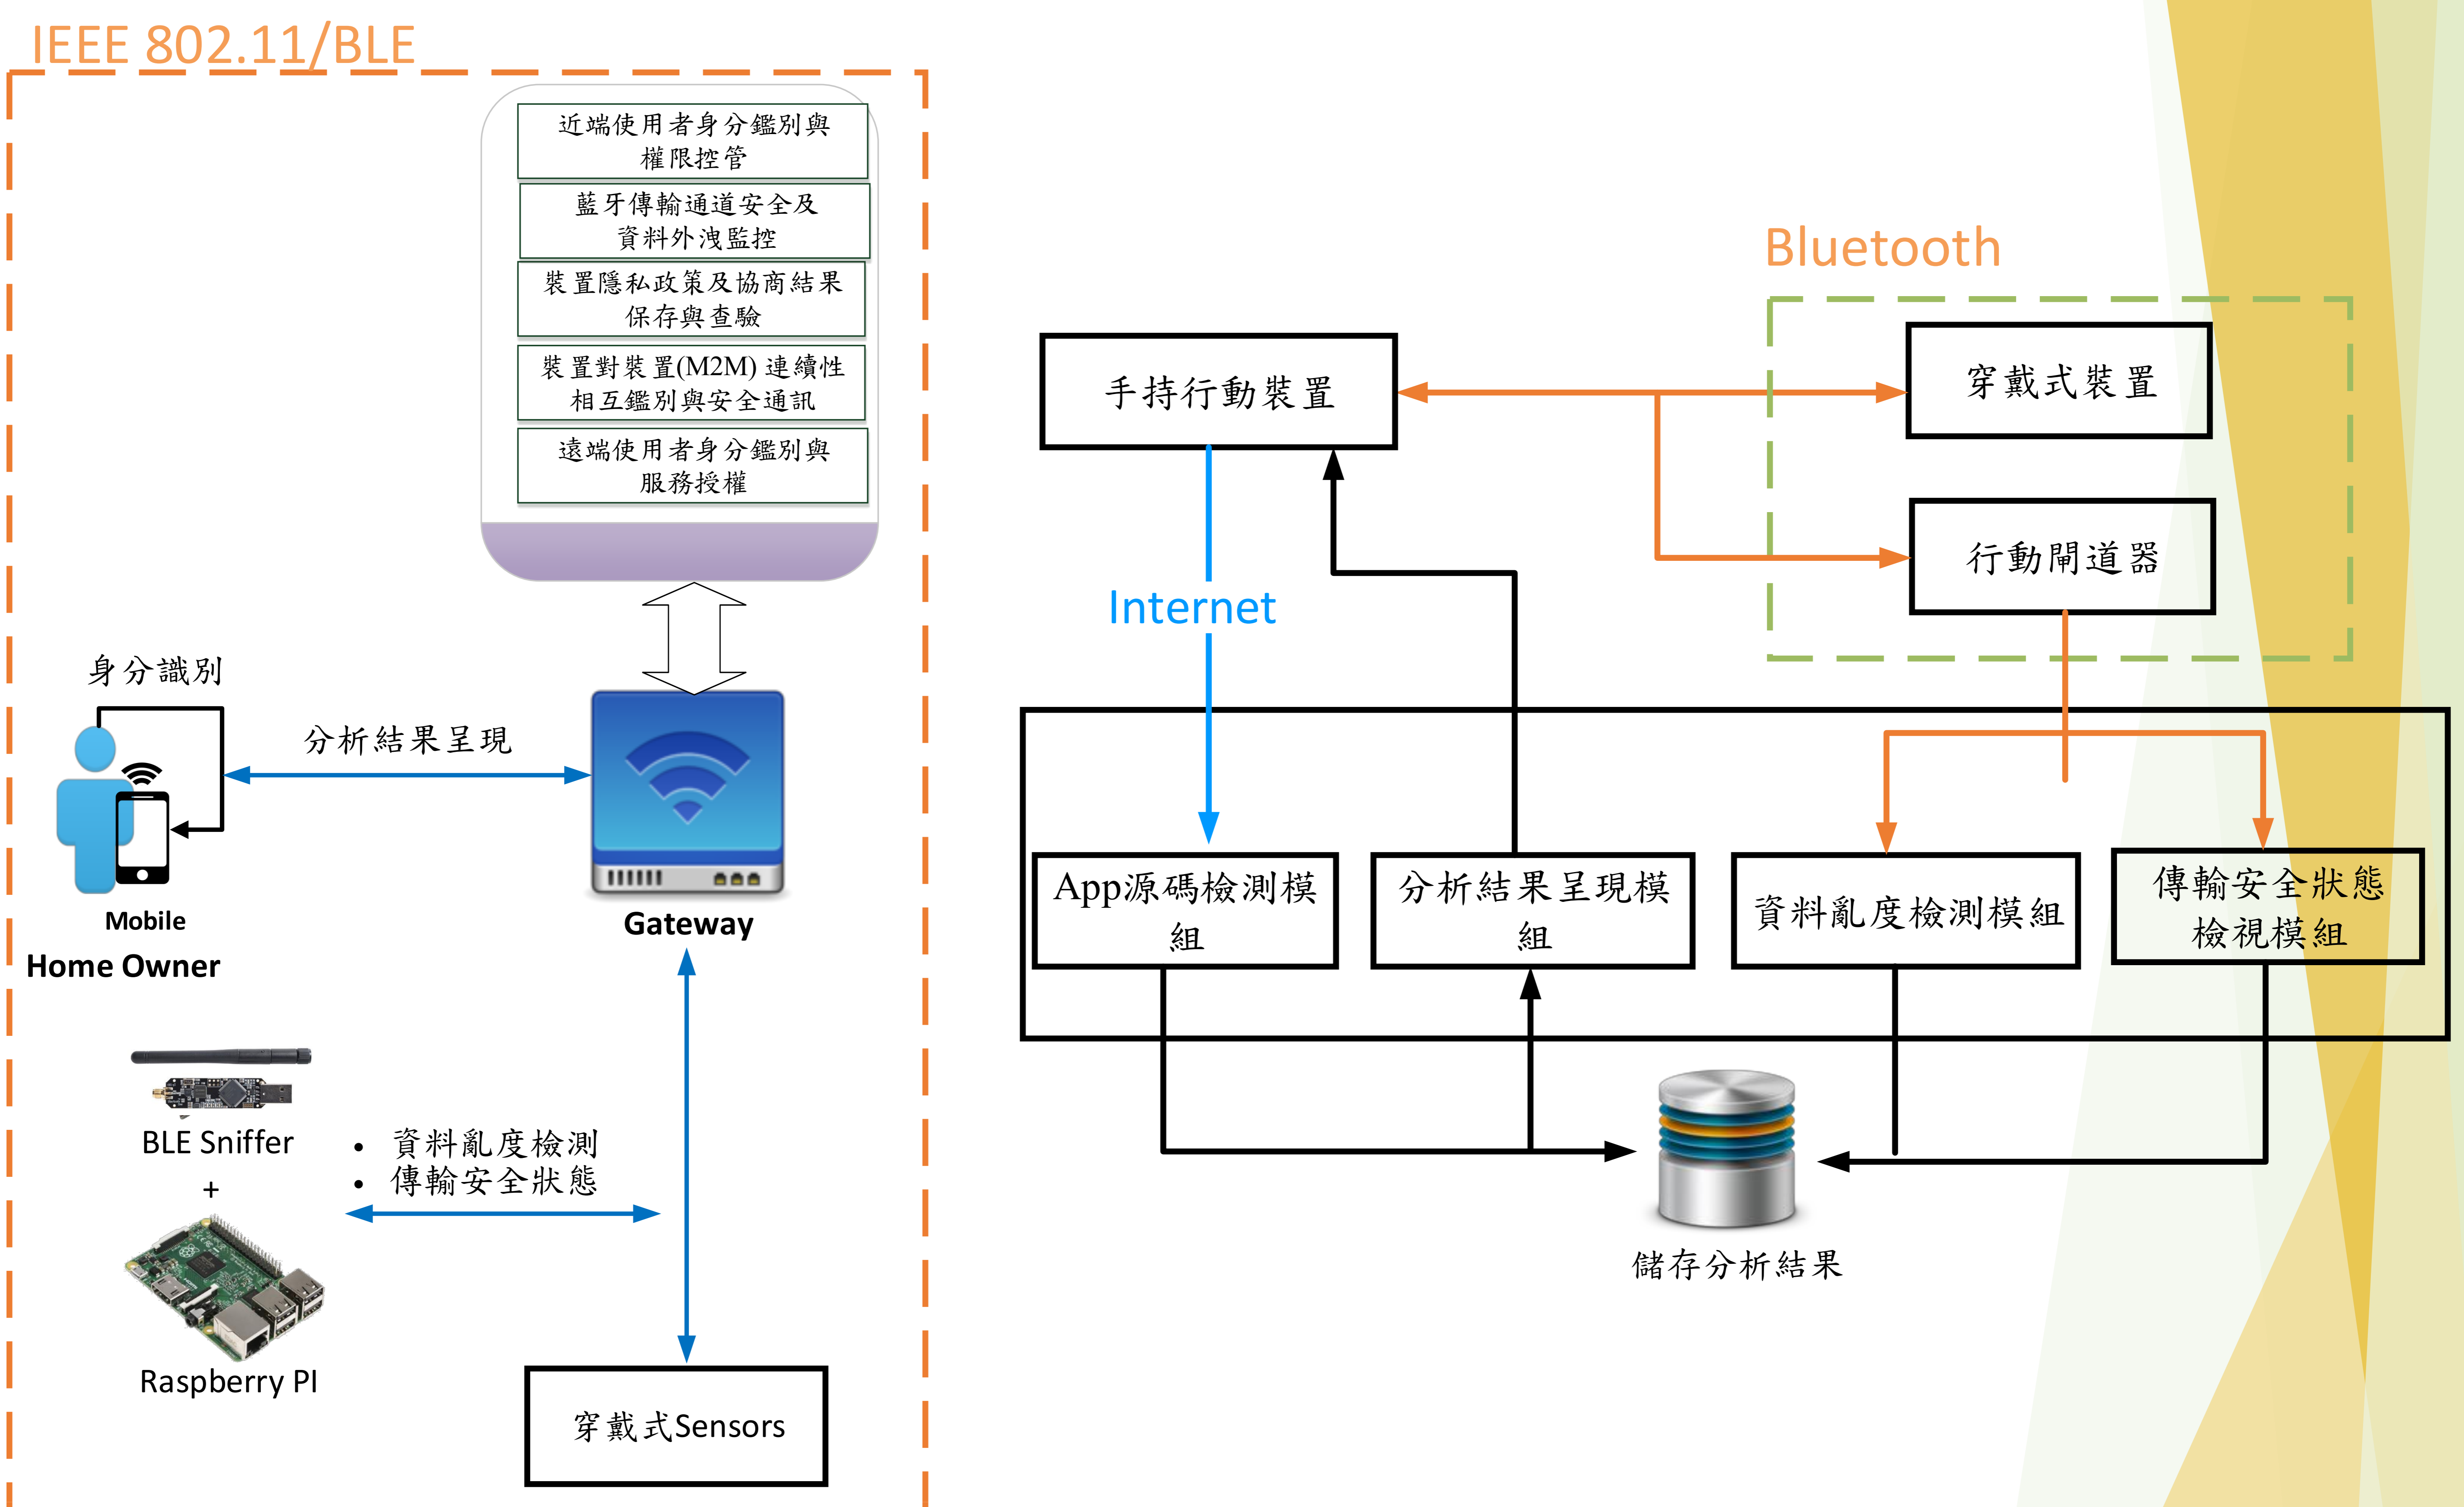 IEEE 802.11/BLE
近端使用者身分鑑別與
權限控管
藍牙傳輸通道安全及
資料外洩監控
裝置隱私政策及協商結果
保存與查驗
裝置對裝置(M2M) 連續性
相互鑑別與安全通訊
遠端使用者身分鑑別與
服務授權
身分識別
分析結果呈現
Mobile
Home Owner
Gateway
BLE Sniffer
+
Raspberry PI
• 資料亂度檢測
• 傳輸安全狀態
穿戴式Sensors
Bluetooth
手持行動裝置
穿戴式裝置
行動閘道器
Internet
App源碼檢測模
組
分析結果呈現模
組
資料亂度檢測模組
傳輸安全狀態
檢視模組
儲存分析結果